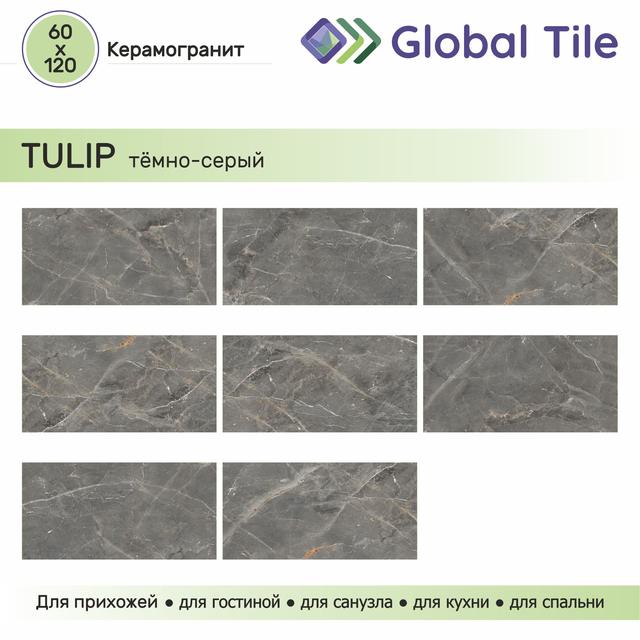 60
x
120
Керамогранит
Global Tile
TULIP тёмно-серый
Для прихожей • для гостиной • для санузла • для кухни • для спальни